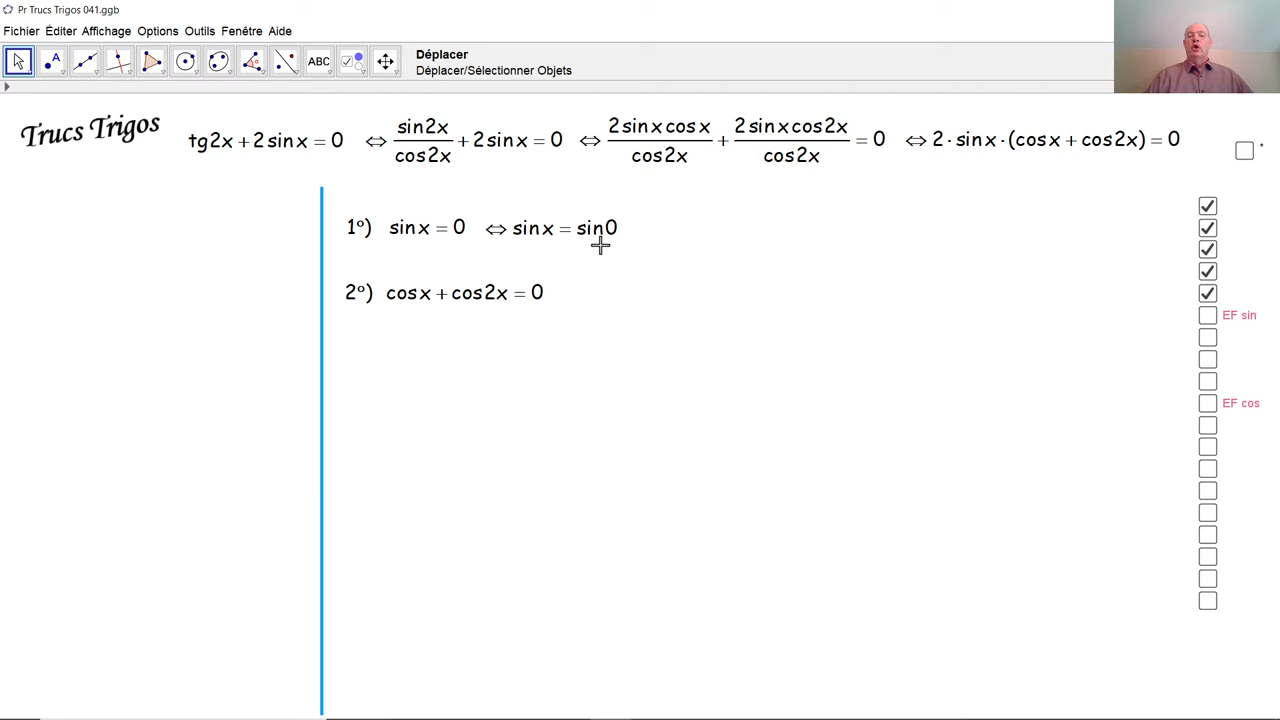 Pr Trucs Trigos 041.ggb
Fichier Éditer Affichage Options Outils Fenêtre Aide
ABC
Déplacer
Déplacer/Sélectionner Objets
Trucs Trigos
tg2x + 2 sin x = 0 ⇔ sin2x/cos2x + 2 sin x = 0 ⇔ 2 sin x cos x/cos2x + 2 sin x cos2x/cos2x = 0 ⇔ 2 · sin x · (cos x + cos2x) = 0
*
1°) sin x = 0 ⇔ sin x = sin0
2°) cos x + cos2x = 0
EF sin
EF cos